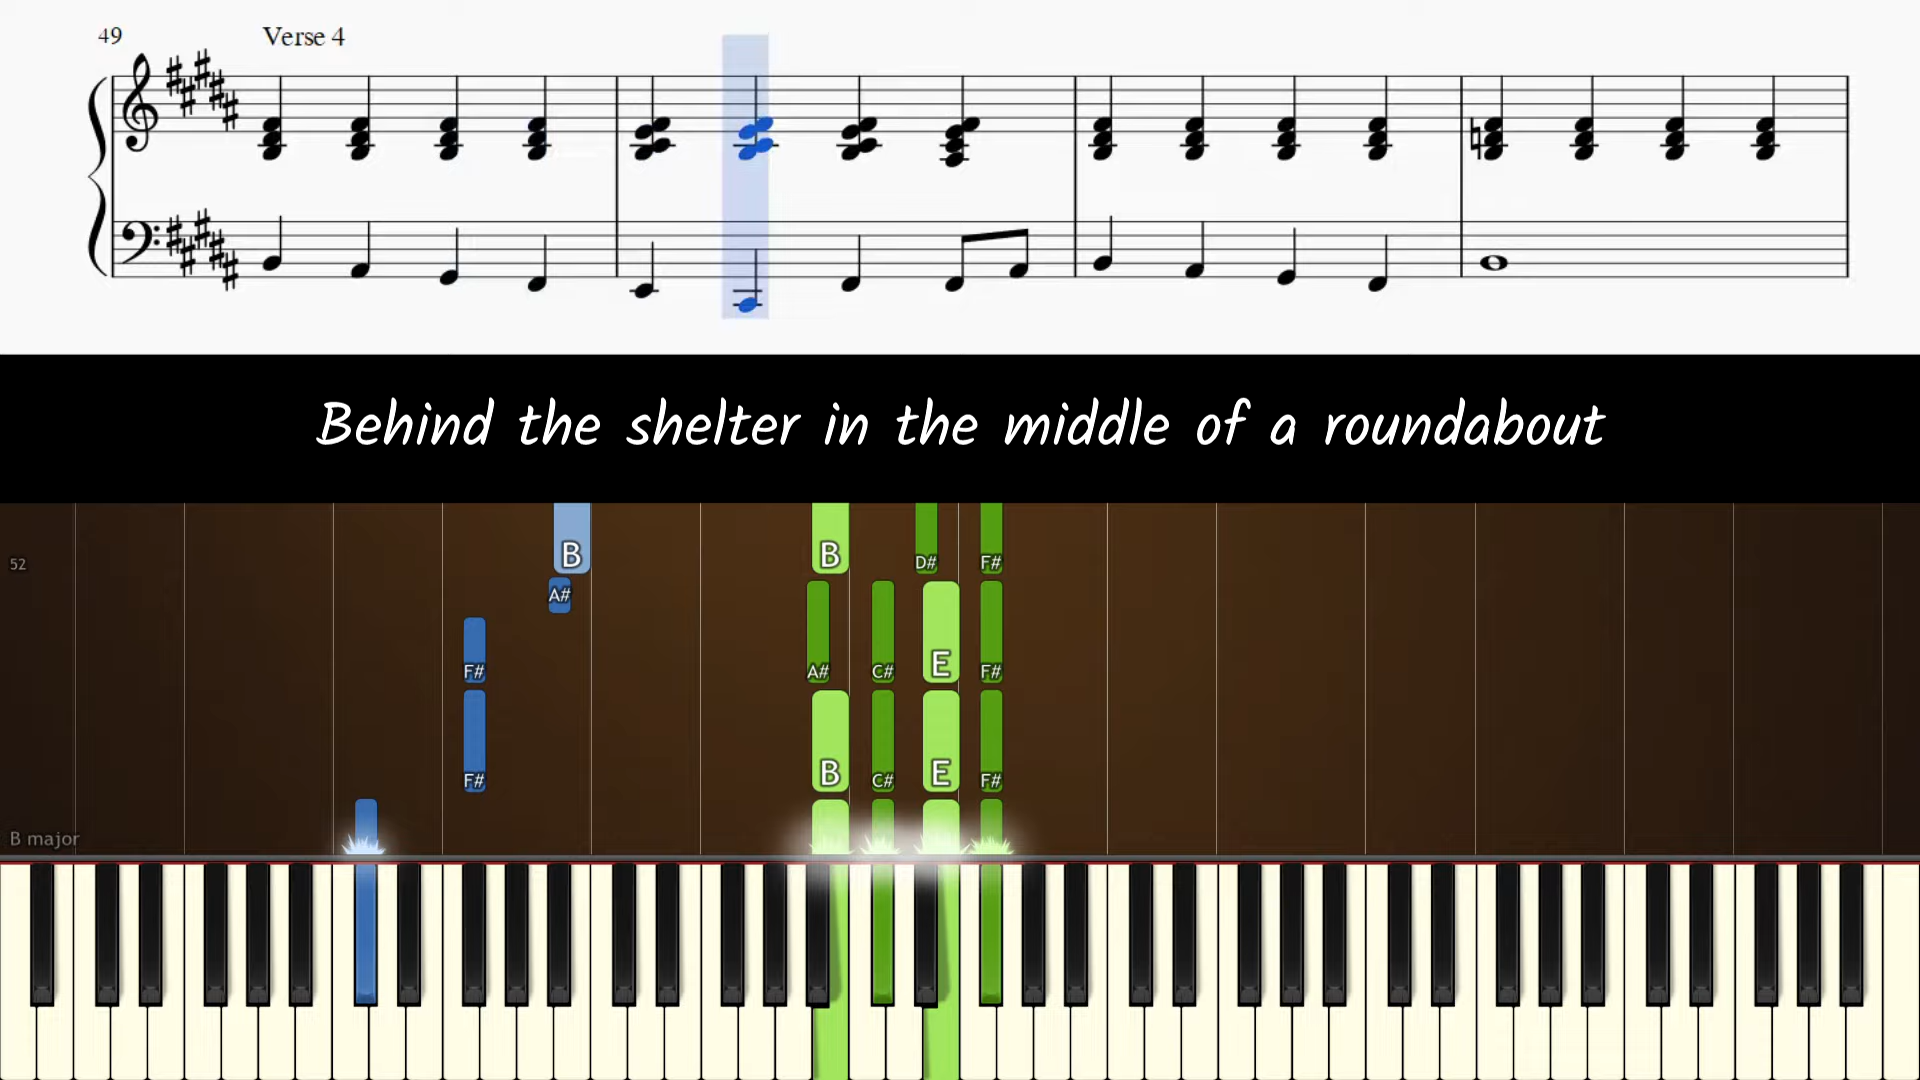 49 Verse 4
Behind the shelter in the middle of a roundabout
B B D# F#
52
A#
F# A# C# E F#
F# B C# E F#
B major